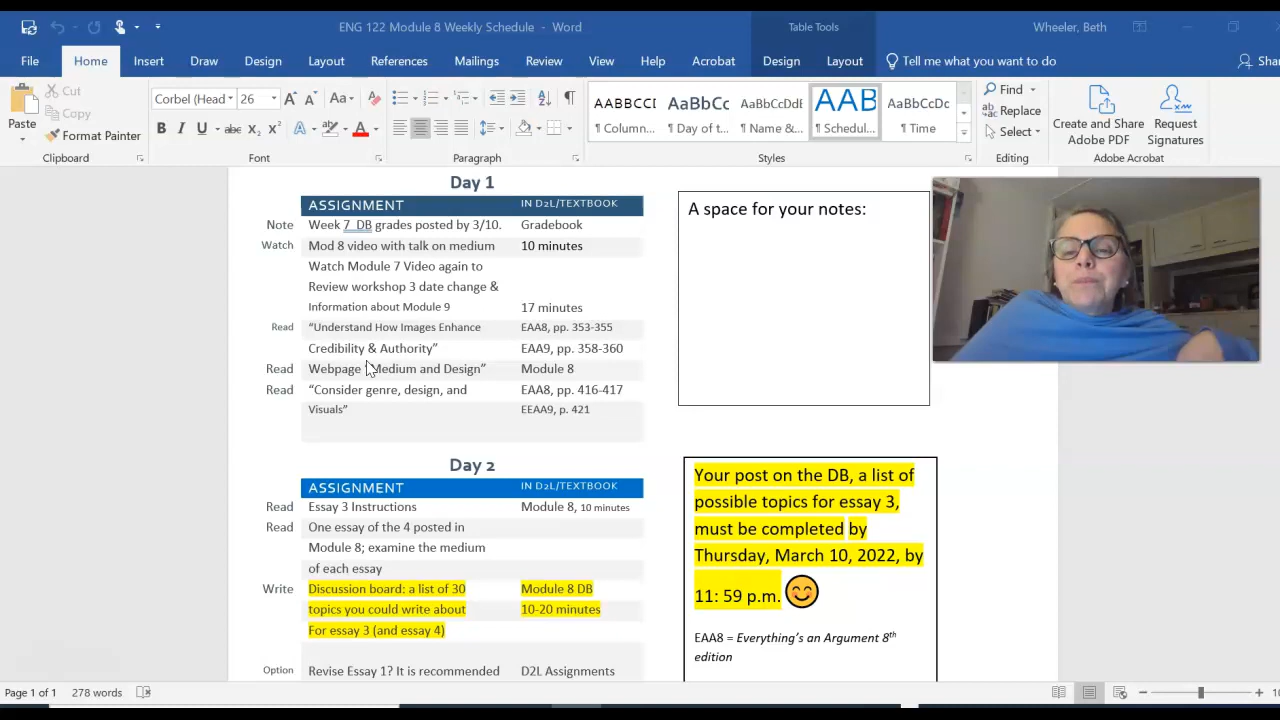 ENG 122 Module 8 Weekly Schedule - Word
Table Tools
Wheeler, Beth
File Home Insert Draw Design Layout References Mailings Review View Help Acrobat Design Layout Tell me what you want to do Shar
Cut
Copy
Format Painter
Paste
Clipboard
Corbel (Head 26
Font
Paragraph
AABBCC AaBbCc AaBbCcDdE AAB AaBbCcDc
¶ Column... ¶ Day of t... ¶ Name &... ¶ Schedul... ¶ Time
Styles
Find
Replace
Select
Editing
Create and Share
Adobe PDF
Request
Signatures
Adobe Acrobat
Day 1
ASSIGNMENT IN D2L/TEXTBOOK
Note Week 7 DB grades posted by 3/10. Gradebook
Watch Mod 8 video with talk on medium 10 minutes
Watch Module 7 Video again to
Review workshop 3 date change &
Information about Module 9 17 minutes
Read “Understand How Images Enhance EAA8, pp. 353-355
Credibility & Authority” EAA9, pp. 358-360
Read Webpage “Medium and Design” Module 8
Read “Consider genre, design, and EAA8, pp. 416-417
Visuals” EEAA9, p. 421
A space for your notes:
Day 2
ASSIGNMENT IN D2L/TEXTBOOK
Read Essay 3 Instructions Module 8, 10 minutes
Read One essay of the 4 posted in
Module 8; examine the medium
of each essay
Write Discussion board: a list of 30 Module 8 DB
topics you could write about 10-20 minutes
For essay 3 (and essay 4)
Option Revise Essay 1? It is recommended D2L Assignments
Your post on the DB, a list of
possible topics for essay 3,
must be completed by
Thursday, March 10, 2022, by
11: 59 p.m.
EAA8 = Everything’s an Argument 8th
edition
Page 1 of 1 278 words
10